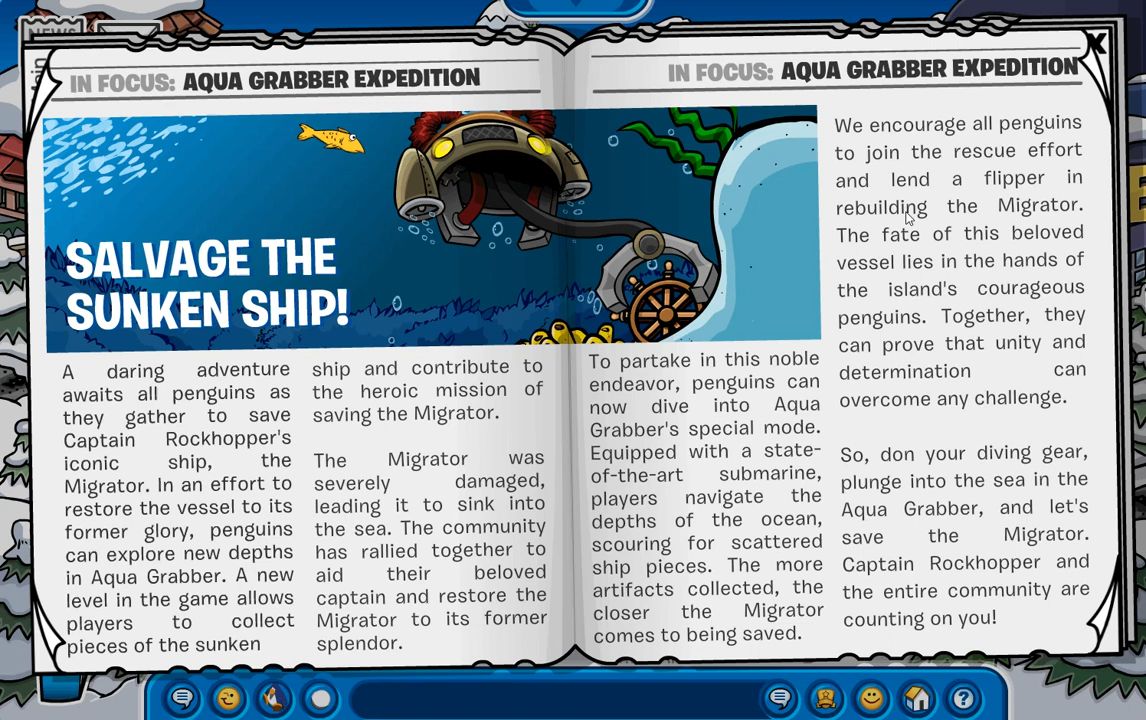 NEWS
Join
IN FOCUS: AQUA GRABBER EXPEDITION
SALVAGE THE
SUNKEN SHIP!
A daring adventure
awaits all penguins as
they gather to save
Captain Rockhopper's
iconic ship, the
Migrator. In an effort to
restore the vessel to its
former glory, penguins
can explore new depths
in Aqua Grabber. A new
level in the game allows
players to collect
pieces of the sunken
ship and contribute to
the heroic mission of
saving the Migrator.
The Migrator was
severely damaged,
leading it to sink into
the sea. The community
has rallied together to
aid their beloved
captain and restore the
Migrator to its former
splendor.
IN FOCUS: AQUA GRABBER EXPEDITION
To partake in this noble
endeavor, penguins can
now dive into Aqua
Grabber's special mode.
Equipped with a state-
of-the-art submarine,
players navigate the
depths of the ocean,
scouring for scattered
ship pieces. The more
artifacts collected, the
closer the Migrator
comes to being saved.
We encourage all penguins
to join the rescue effort
and lend a flipper in
rebuilding the Migrator.
The fate of this beloved
vessel lies in the hands of
the island's courageous
penguins. Together, they
can prove that unity and
determination can
overcome any challenge.
So, don your diving gear,
plunge into the sea in the
Aqua Grabber, and let's
save the Migrator.
Captain Rockhopper and
the entire community are
counting on you!
X
?